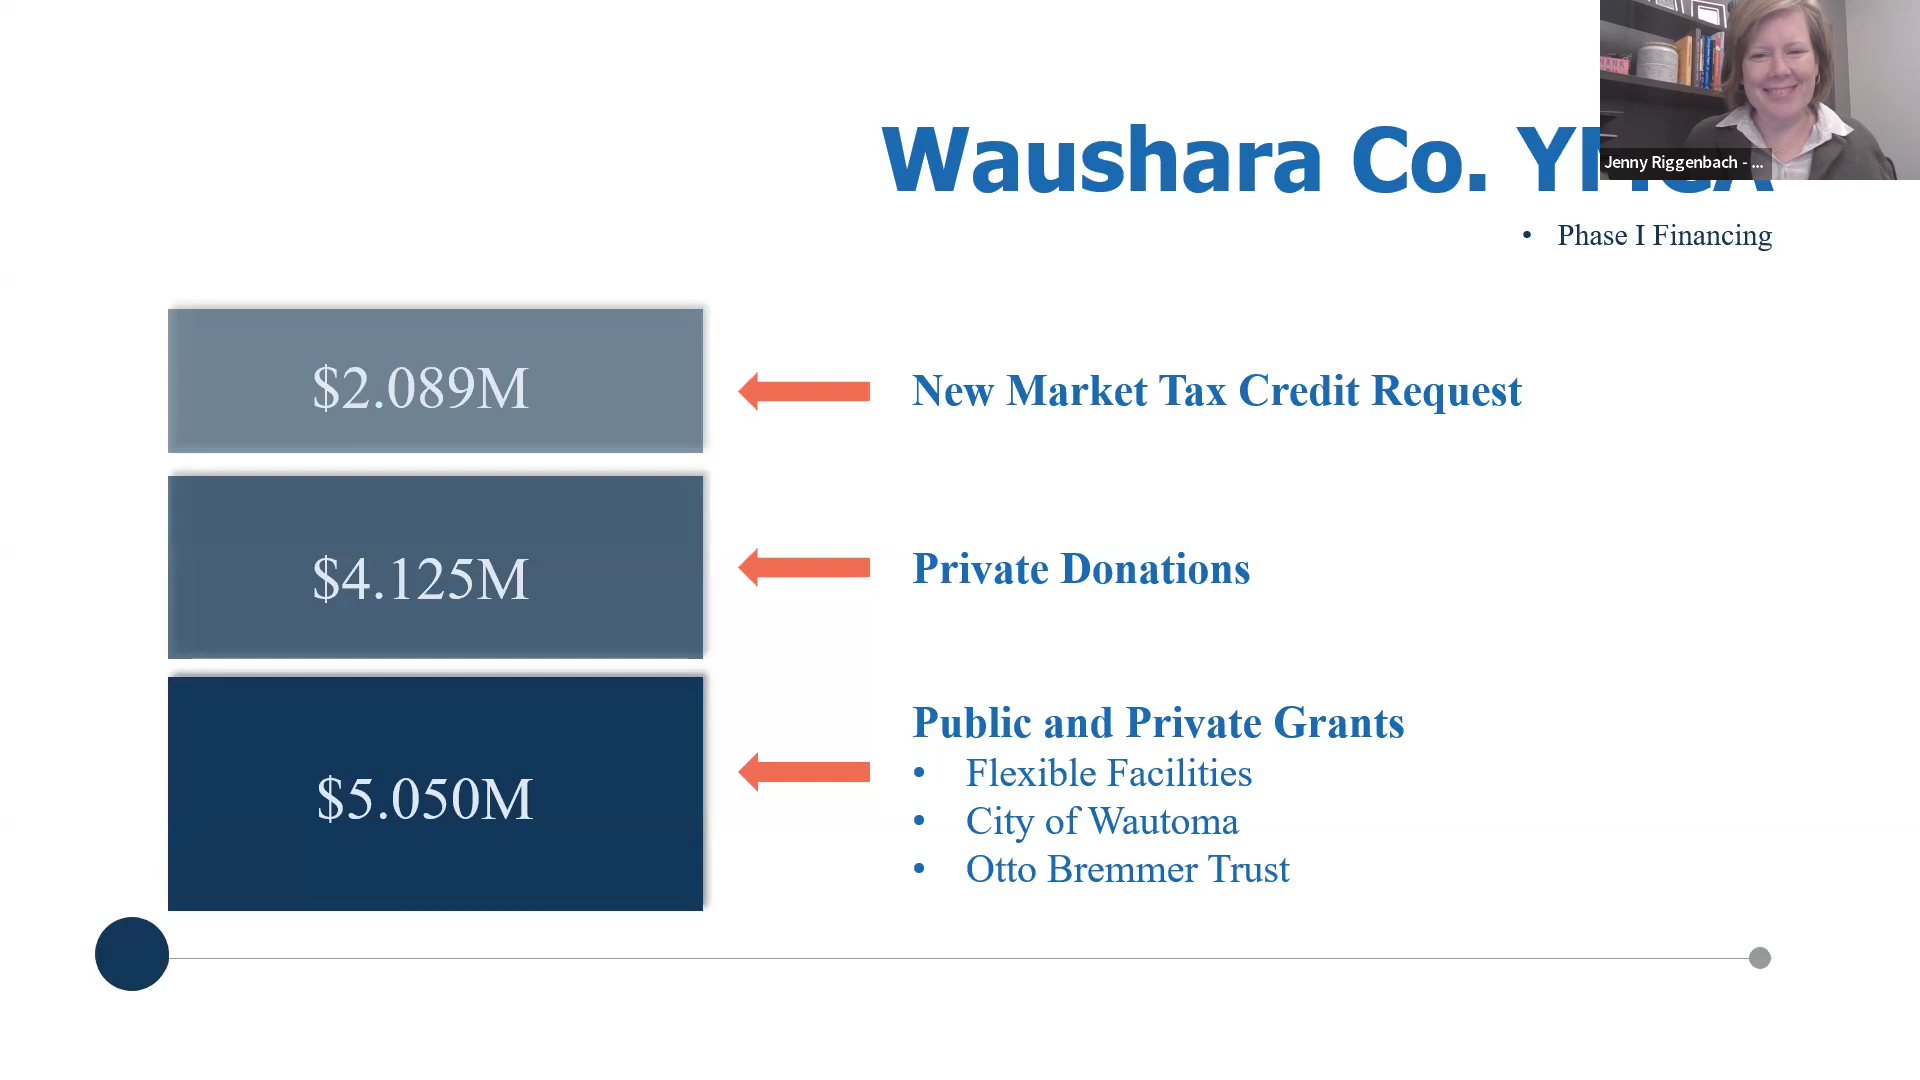 Waushara Co. YMCA
Jenny Riggenbach - ...
• Phase I Financing
$2.089M
New Market Tax Credit Request
$4.125M
Private Donations
$5.050M
Public and Private Grants
• Flexible Facilities
• City of Wautoma
• Otto Bremmer Trust